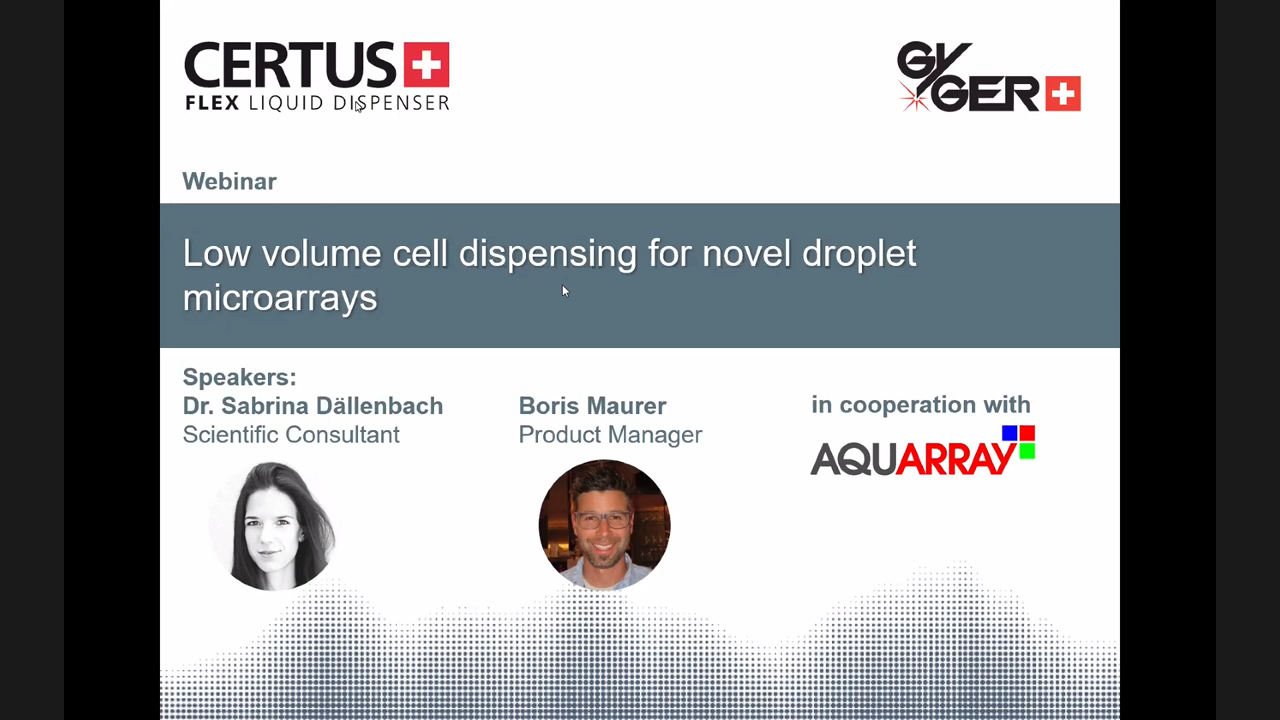 CERTUS
FLEX LIQUID DISPENSER
GYGER
Webinar
Low volume cell dispensing for novel droplet
microarrays
Speakers:
Dr. Sabrina Dällenbach
Scientific Consultant
Boris Maurer
Product Manager
in cooperation with
AQUARRAY